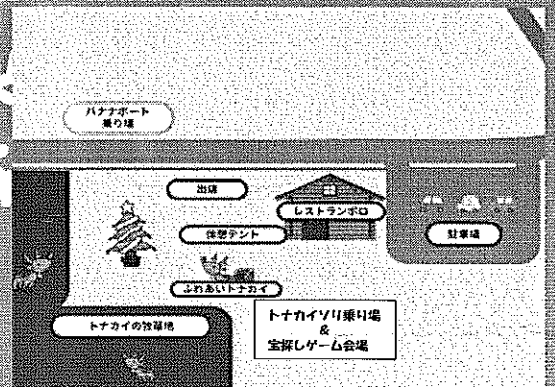 バナナボート
乗り場
出店
レストランポロ
休憩テント
駐車場
ふれあいトナカイ
トナカイソリ乗り場
&
宝探しゲーム会場
トナカイの牧草地